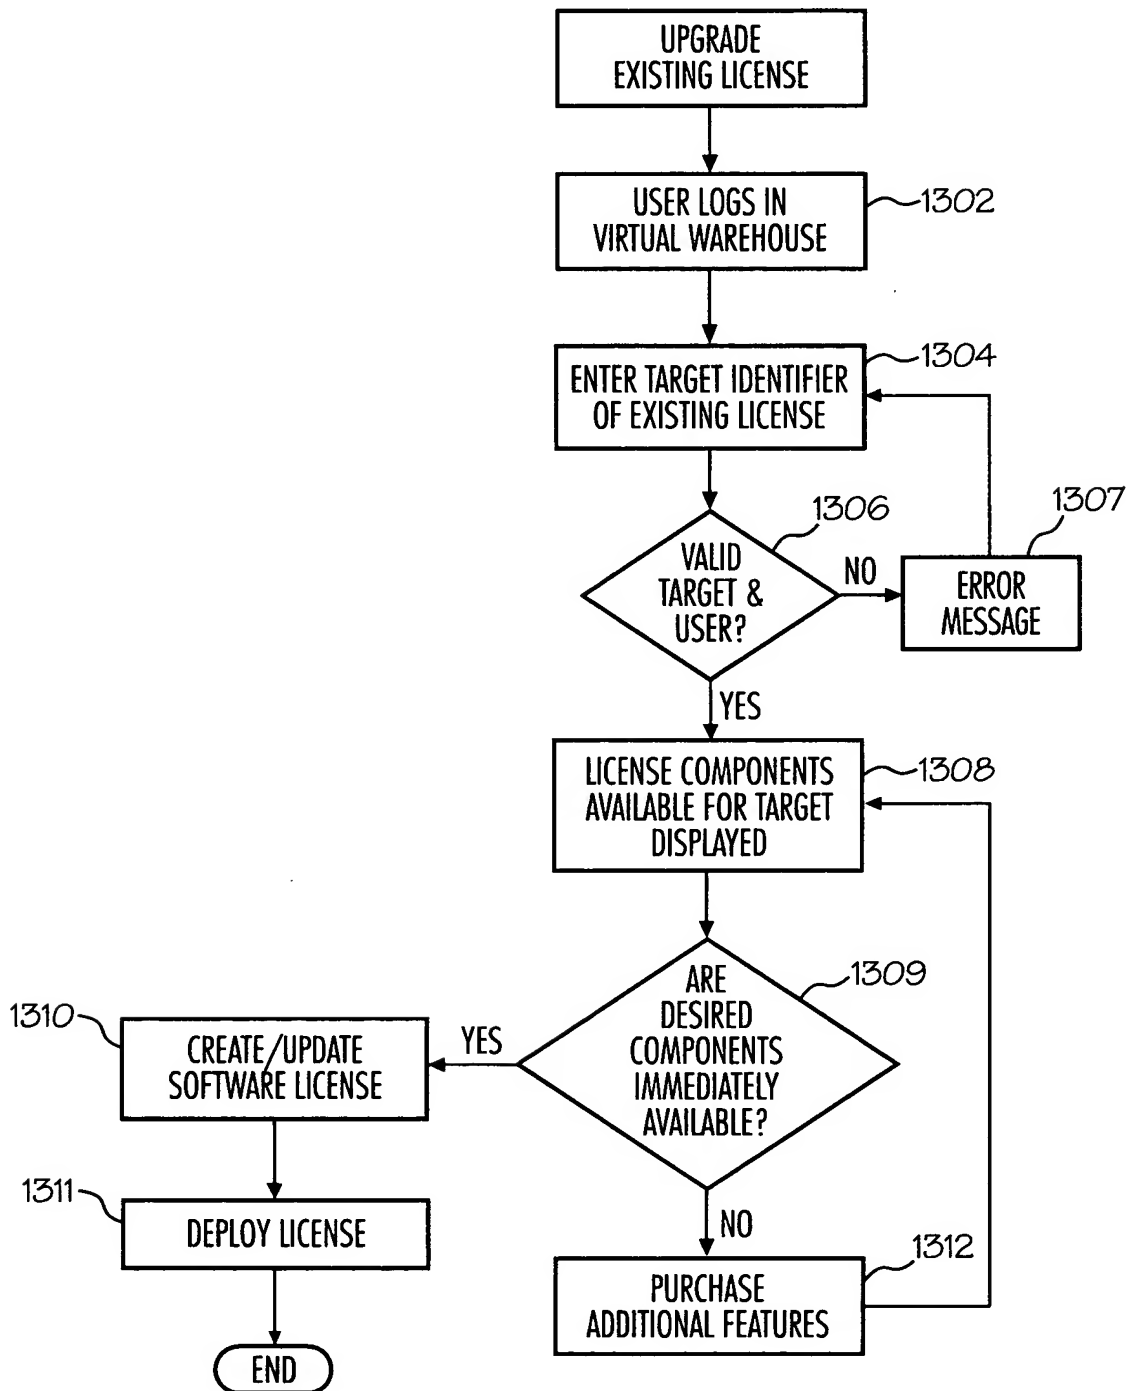 UPGRADE
EXISTING LICENSE
USER LOGS IN
VIRTUAL WAREHOUSE
1302
ENTER TARGET IDENTIFIER
OF EXISTING LICENSE
1304
VALID
TARGET &
USER?
1306
NO
ERROR
MESSAGE
1307
YES
LICENSE COMPONENTS
AVAILABLE FOR TARGET
DISPLAYED
1308
ARE
DESIRED
COMPONENTS
IMMEDIATELY
AVAILABLE?
1309
YES
1310
CREATE/UPDATE
SOFTWARE LICENSE
1311
DEPLOY LICENSE
END
NO
PURCHASE
ADDITIONAL FEATURES
1312